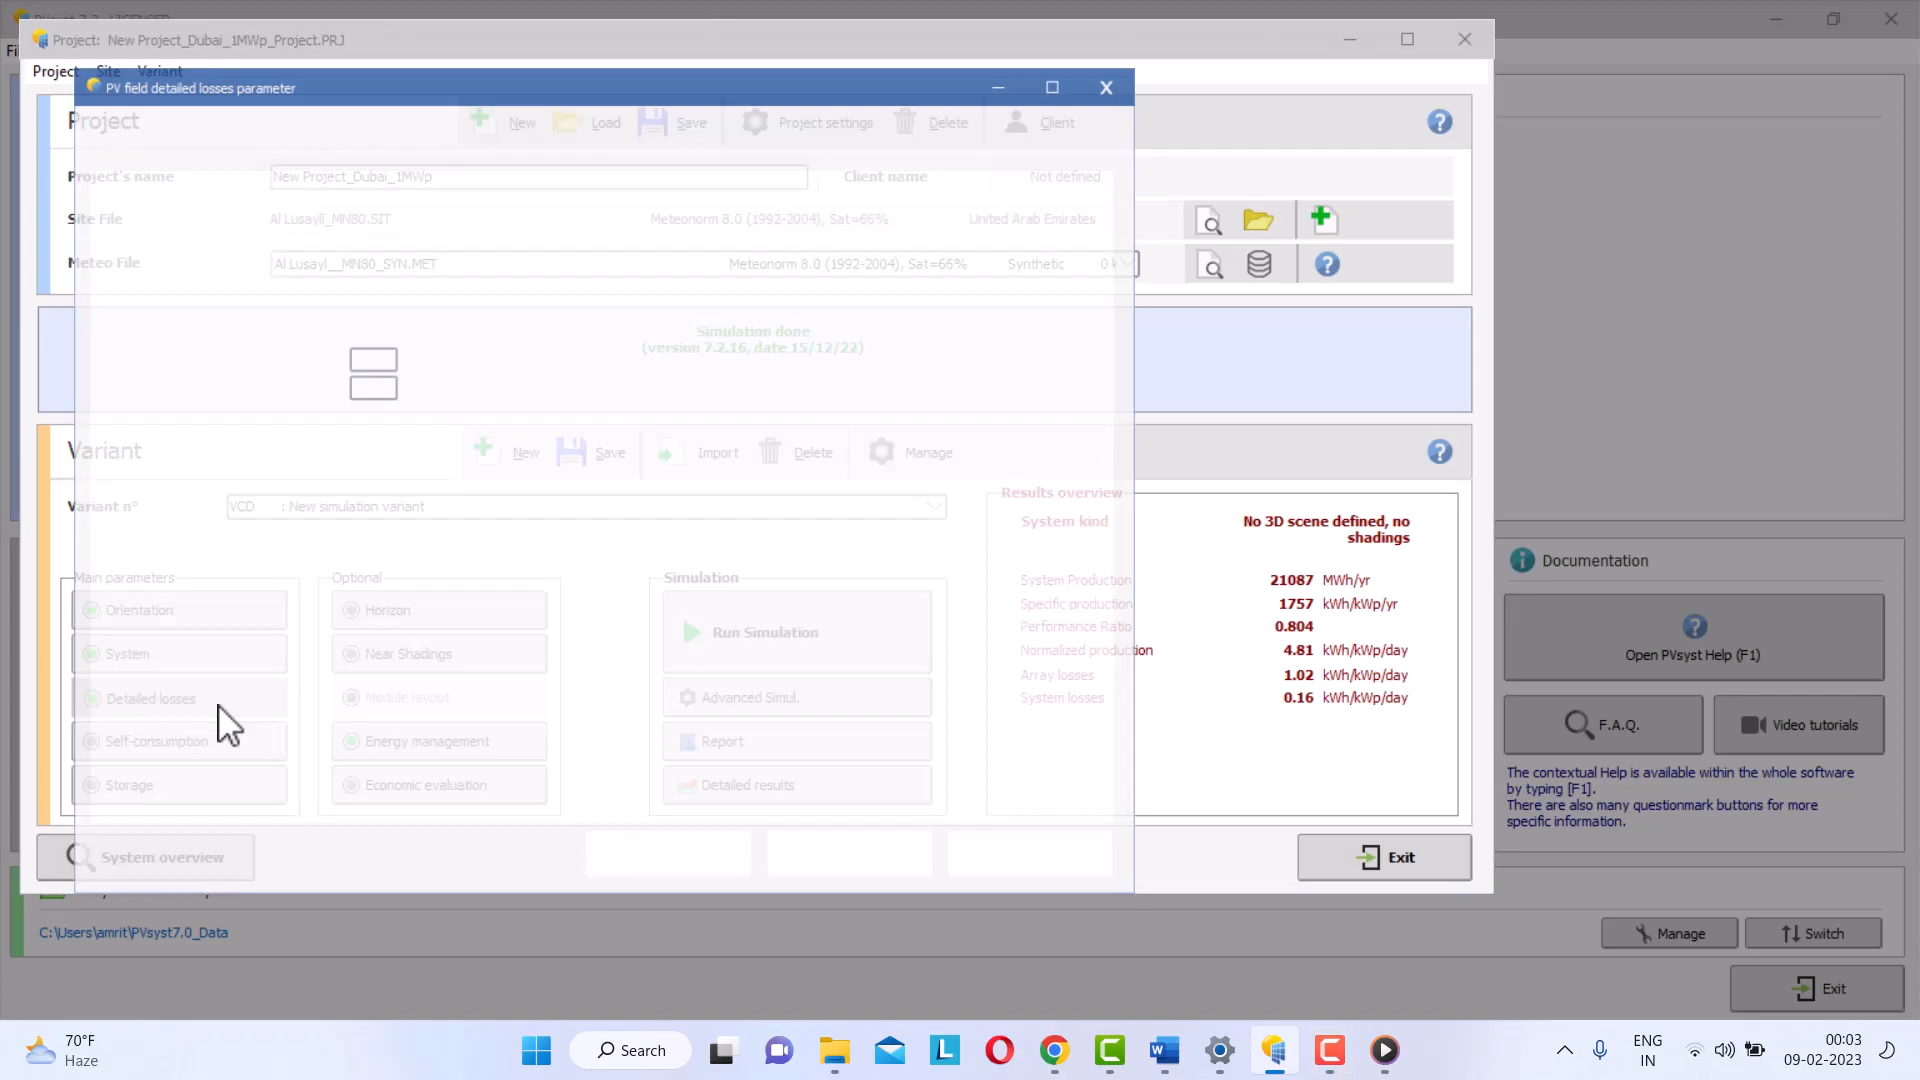 Project: New Project_Dubai_1MWp_Project.PRJ
Project Site Variant
PV field detailed losses parameter
X
Project
New Load Save Project settings Delete Client
Project's name New Project_Dubai_1MWp Client name Not defined
Site File Al Lusayli_MN80.SIT Meteonorm 8.0 (1992-2004), Sat=66% United Arab Emirates
Meteo File Al Lusayl__MN80_SYN.MET Meteonorm 8.0 (1992-2004), Sat=66% Synthetic 0 k
Simulation done
(version 7.2.16, date 15/12/22)
Variant
New Save Import Delete Manage
Variant n° VCD : New simulation variant
Main parameters
Orientation
System
Detailed losses
Self-consumption
Storage
Optional
Horizon
Near Shadings
Module layout
Energy management
Economic evaluation
Simulation
Run Simulation
Advanced Simul.
Report
Detailed results
Results overview
System kind No 3D scene defined, no
shadings
System Production 21087 MWh/yr
Specific production 1757 kWh/kWp/yr
Performance Ratio 0.804
Normalized production 4.81 kWh/kWp/day
Array losses 1.02 kWh/kWp/day
System losses 0.16 kWh/kWp/day
System overview
Exit
Documentation
Open PVsyst Help (F1)
F.A.Q.
Video tutorials
The contextual Help is available within the whole software
by typing [F1].
There are also many questionmark buttons for more
specific information.
C:\Users\amrit\PVsyst7.0_Data
Manage
Switch
Exit
70°F
Haze
Search
ENG
IN
00:03
09-02-2023